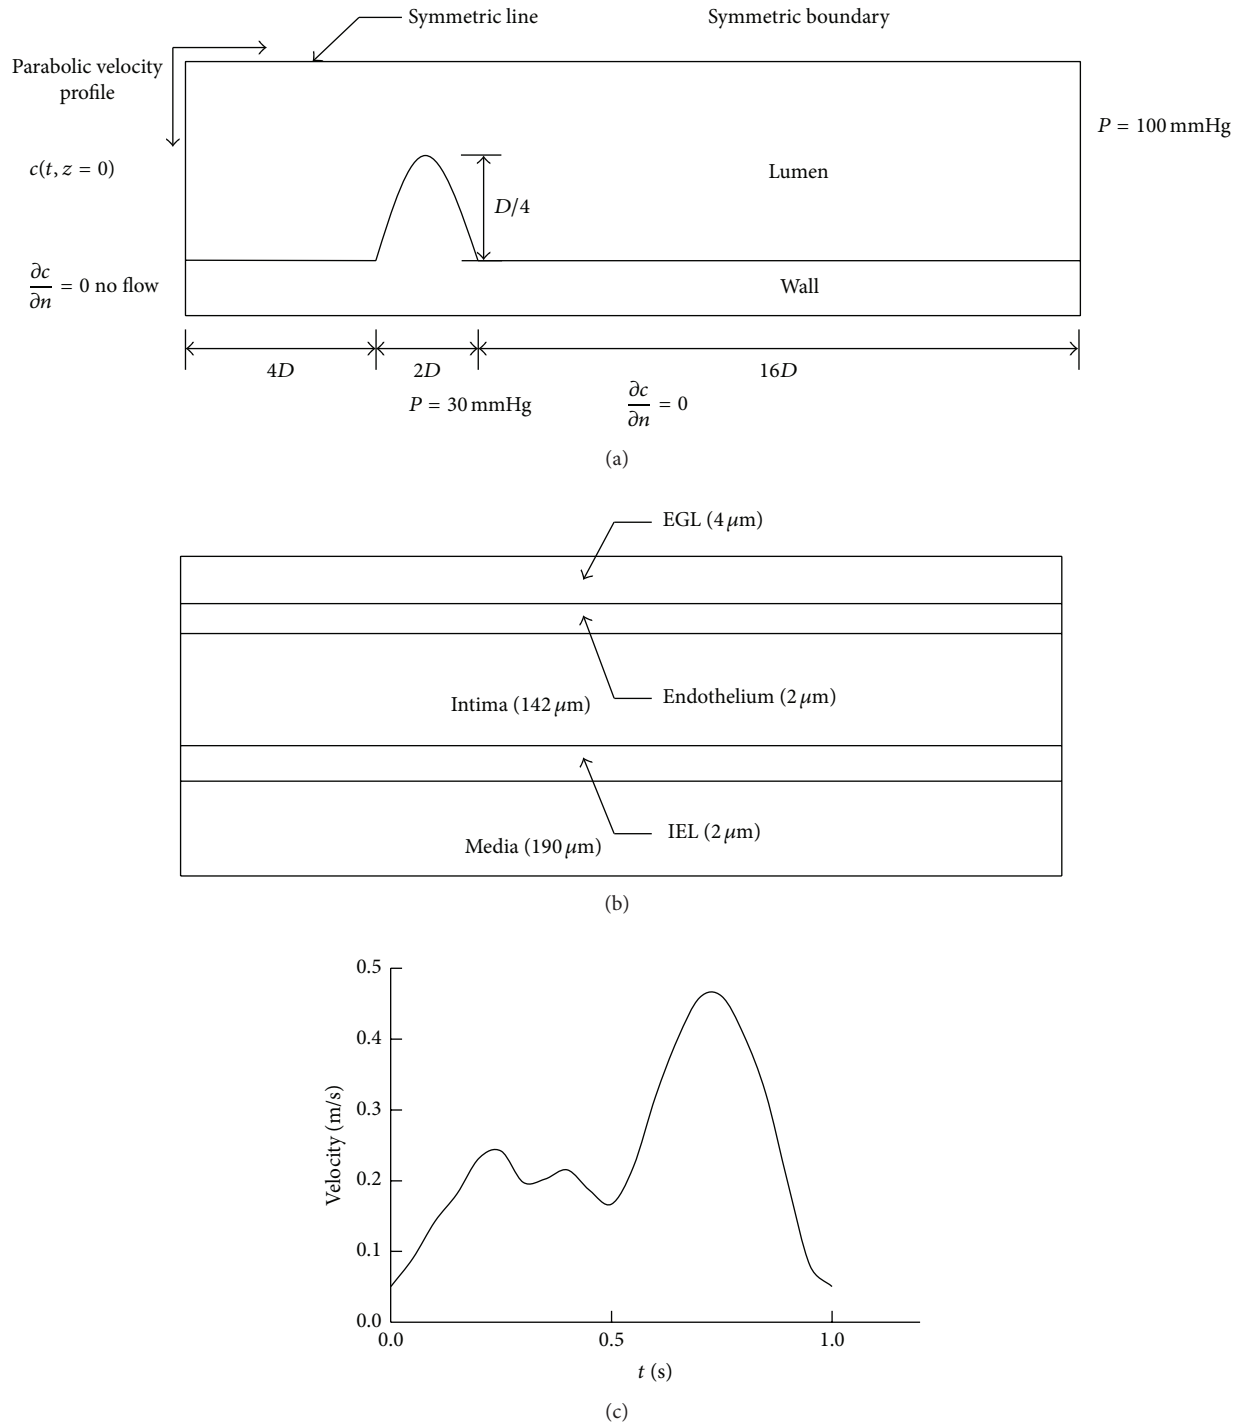 Symmetric line
Symmetric boundary
Parabolic velocity
profile
P = 100 mmHg
c(t, z = 0)
Lumen
D/4
∂c/∂n = 0 no flow
Wall
4D
2D
16D
P = 30 mmHg
∂c/∂n = 0
(a)
EGL (4 μm)
Endothelium (2 μm)
Intima (142 μm)
IEL (2 μm)
Media (190 μm)
(b)
0.5
0.4
0.3
0.2
0.1
0.0
Velocity (m/s)
0.0
0.5
1.0
t (s)
(c)